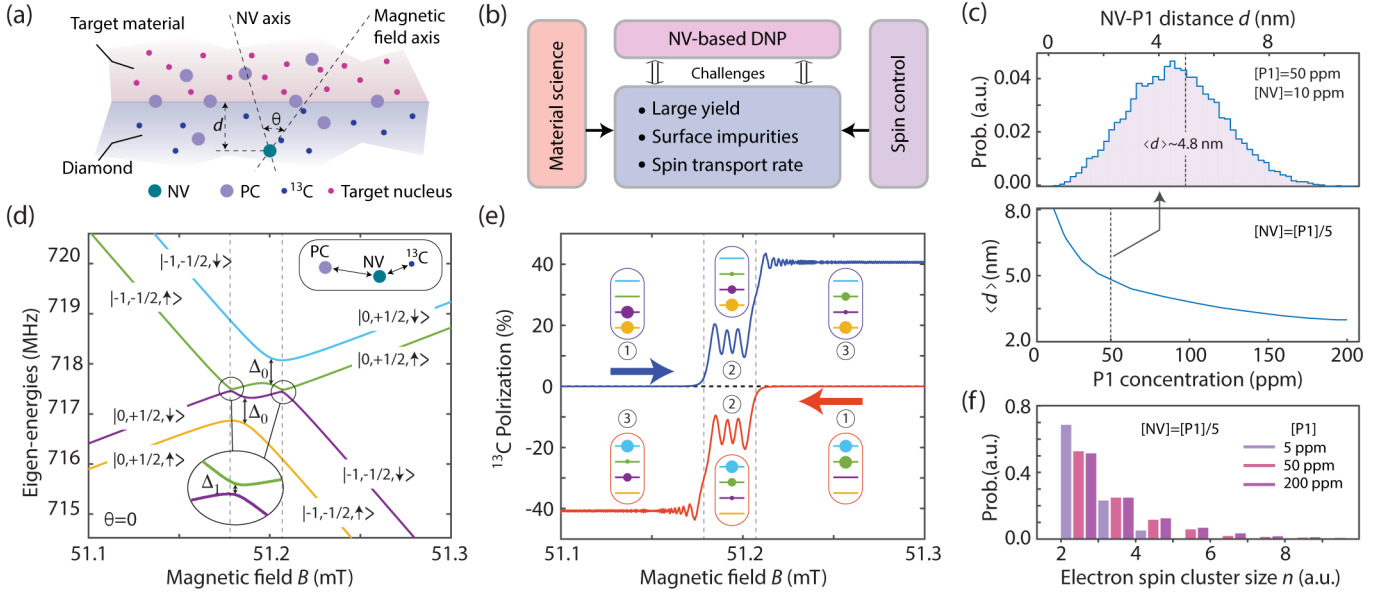 (a)
Target material
NV axis
Magnetic
field axis
d
θ
Diamond
NV
PC
¹³C
Target nucleus
(b)
Material science
NV-based DNP
Challenges
• Large yield
• Surface impurities
• Spin transport rate
Spin control
(c)
NV-P1 distance d (nm)
0
5
10
Prob. (a.u.)
0.04
0.02
0.00
[P1]=50 ppm
[NV]=10 ppm
⟨d⟩~4.8 nm
⟨d⟩(nm)
8.0
5.0
2.0
[NV]=[P1]/5
0
50
100
150
200
P1 concentration (ppm)
(d)
Eigen-energies (MHz)
720
719
718
717
716
715
|-1,-1/2,↓>
|-1,-1/2,↑>
PC
NV
¹³C
|0,+1/2,↓>
|0,+1/2,↑>
Δ₀
Δ₀
|0,+1/2,↓>
|0,+1/2,↑>
Δ₁
|-1,-1/2,↓>
|-1,-1/2,↑>
θ=0
51.1
51.2
51.3
Magnetic field B (mT)
(e)
¹³C Polrization (%)
40
20
0
-20
-40
①
②
③
③
②
①
51.1
51.2
51.3
Magnetic field B (mT)
(f)
Prob.(a.u.)
0.8
0.4
0.0
[NV]=[P1]/5
[P1]
5 ppm
50 ppm
200 ppm
2
4
6
8
Electron spin cluster size n (a.u.)